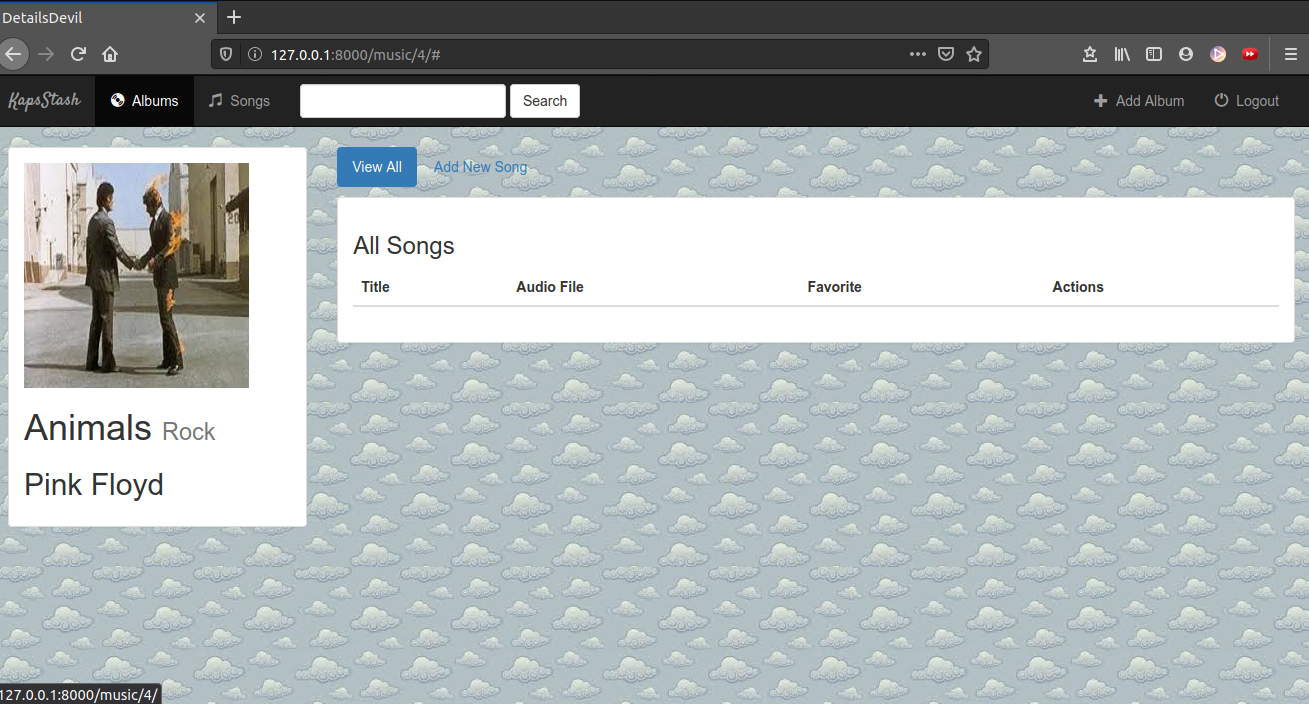 DetailsDevil
127.0.0.1:8000/music/4/#
KapsStash Albums Songs Search Add Album Logout
View All Add New Song
All Songs
Title Audio File Favorite Actions
Animals Rock
Pink Floyd
127.0.0.1:8000/music/4/